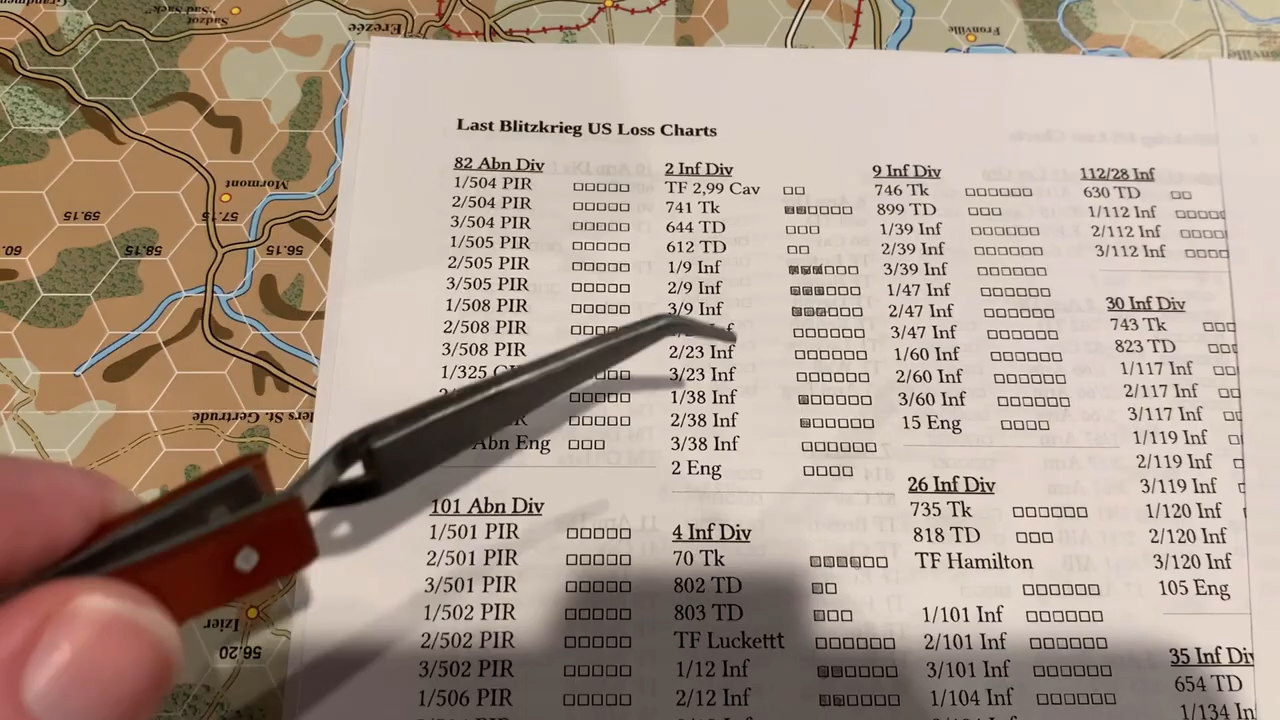 Erezée
Mormont
59.15
57.15
58.15
56.15
60.
Izier
56.20
Last Blitzkrieg US Loss Charts
82 Abn Div
1/504 PIR
2/504 PIR
3/504 PIR
1/505 PIR
2/505 PIR
3/505 PIR
1/508 PIR
2/508 PIR
3/508 PIR
1/325
Abn Eng
101 Abn Div
1/501 PIR
2/501 PIR
3/501 PIR
1/502 PIR
2/502 PIR
3/502 PIR
1/506 PIR
2 Inf Div
TF 2,99 Cav
741 Tk
644 TD
612 TD
1/9 Inf
2/9 Inf
3/9 Inf
2/23 Inf
3/23 Inf
1/38 Inf
2/38 Inf
3/38 Inf
2 Eng
4 Inf Div
70 Tk
802 TD
803 TD
TF Luckettt
1/12 Inf
2/12 Inf
9 Inf Div
746 Tk
899 TD
1/39 Inf
2/39 Inf
3/39 Inf
1/47 Inf
2/47 Inf
3/47 Inf
1/60 Inf
2/60 Inf
3/60 Inf
15 Eng
26 Inf Div
735 Tk
818 TD
TF Hamilton
1/101 Inf
2/101 Inf
3/101 Inf
1/104 Inf
112/28 Inf
630 TD
1/112 Inf
2/112 Inf
3/112 Inf
30 Inf Div
743 Tk
823 TD
1/117 Inf
2/117 Inf
3/117 Inf
1/119 Inf
2/119 Inf
3/119 Inf
1/120 Inf
2/120 Inf
3/120 Inf
105 Eng
35 Inf Div
654 TD
1/134 In